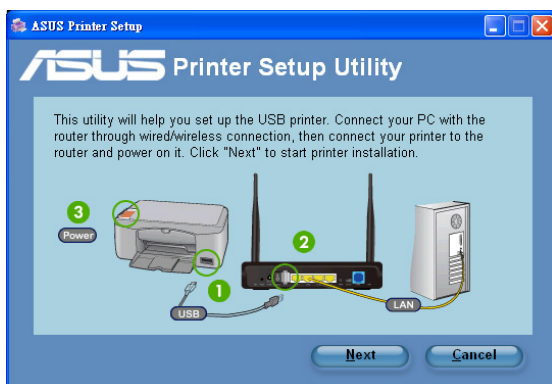 ASUS Printer Setup
ASUS Printer Setup Utility
This utility will help you set up the USB printer. Connect your PC with the
router through wired/wireless connection, then connect your printer to the
router and power on it. Click "Next" to start printer installation.
3
2
Power
1
USB
LAN
Next
Cancel